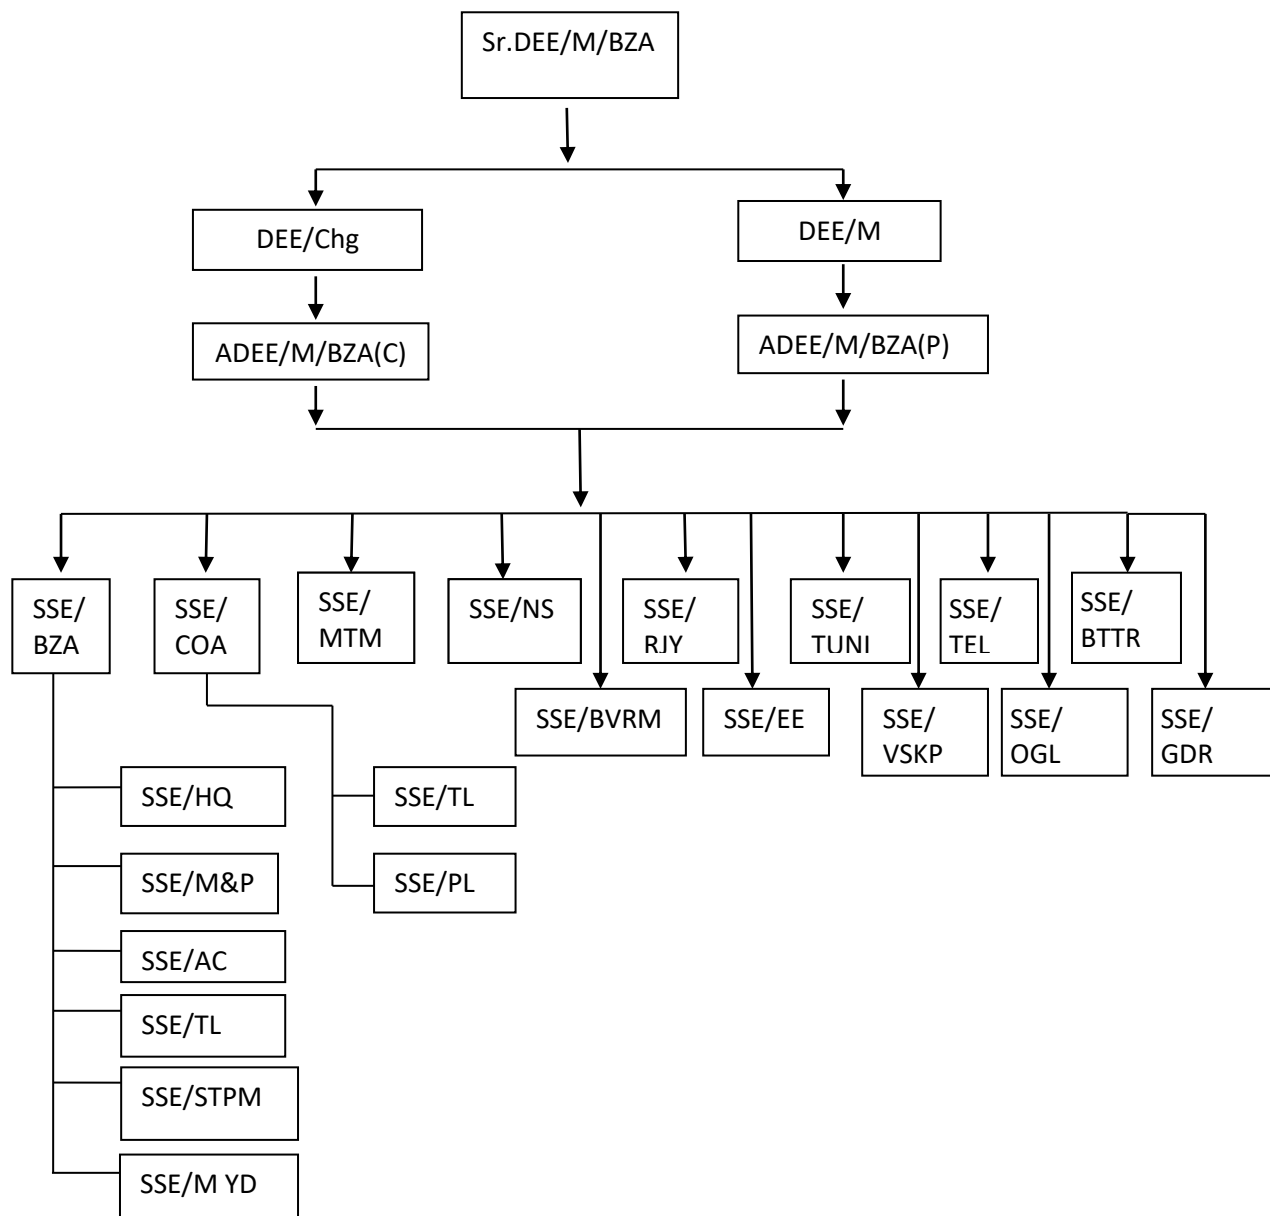 Sr.DEE/M/BZA
DEE/Chg
DEE/M
ADEE/M/BZA(C)
ADEE/M/BZA(P)
SSE/
BZA
SSE/
COA
SSE/
MTM
SSE/NS
SSE/
RJY
SSE/
TUNI
SSE/
TEL
SSE/
BTTR
SSE/BVRM
SSE/EE
SSE/
VSKP
SSE/
OGL
SSE/
GDR
SSE/HQ
SSE/TL
SSE/M&P
SSE/PL
SSE/AC
SSE/TL
SSE/STPM
SSE/M YD